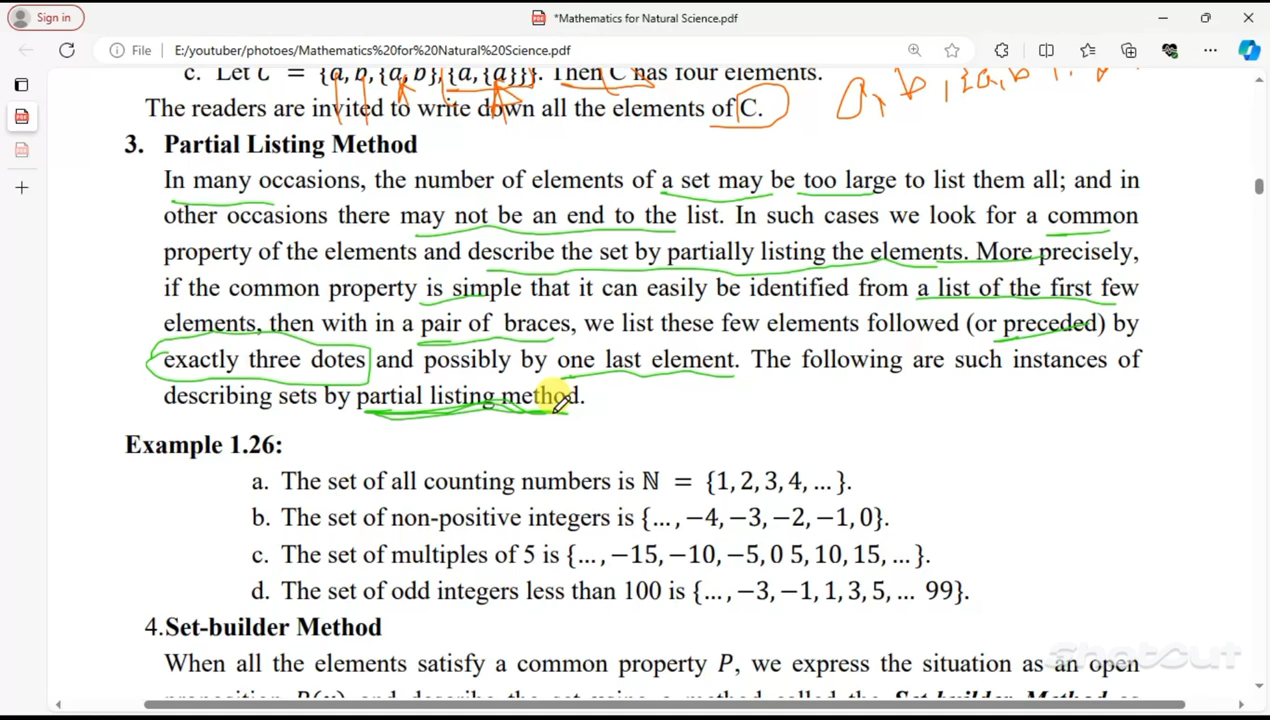 Sign in
*Mathematics for Natural Science.pdf
File E:/youtuber/photoes/Mathematics%20for%20Natural%20Science.pdf
c. Let C = {a, b, {a, b}, {a, {a}}}. Then C has four elements.
The readers are invited to write down all the elements of C.
a, b, {a, b
3. Partial Listing Method
In many occasions, the number of elements of a set may be too large to list them all; and in
other occasions there may not be an end to the list. In such cases we look for a common
property of the elements and describe the set by partially listing the elements. More precisely,
if the common property is simple that it can easily be identified from a list of the first few
elements, then with in a pair of braces, we list these few elements followed (or preceded) by
exactly three dotes and possibly by one last element. The following are such instances of
describing sets by partial listing method.
Example 1.26:
a. The set of all counting numbers is ℕ = {1, 2, 3, 4, … }.
b. The set of non-positive integers is {… , −4, −3, −2, −1, 0}.
c. The set of multiples of 5 is {… , −15, −10, −5, 0 5, 10, 15, … }.
d. The set of odd integers less than 100 is {… , −3, −1, 1, 3, 5, … 99}.
4.Set-builder Method
When all the elements satisfy a common property P, we express the situation as an open
Shotcut